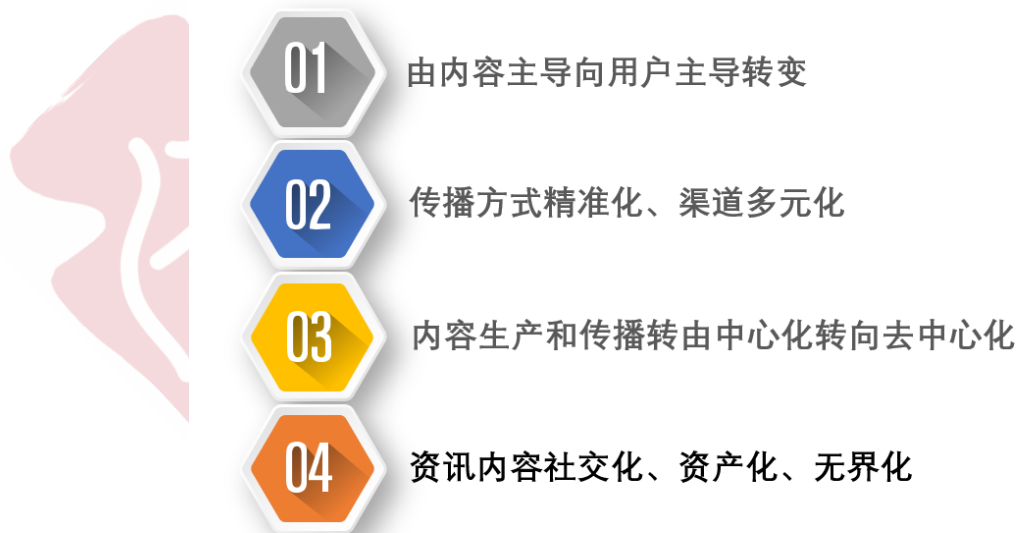 01
由内容主导向用户主导转变
02
传播方式精准化、渠道多元化
03
内容生产和传播转由中心化转向去中心化
04
资讯内容社交化、资产化、无界化